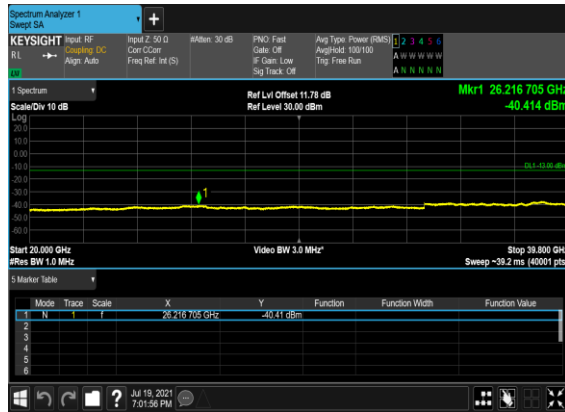 Spectrum Analyzer 1
Swept SA
+
KEYSIGHT Input: RF Input Z: 50 Ω #Atten: 30 dB PNO: Fast Avg Type: Power (RMS) 1 2 3 4 5 6
RL Coupling: DC Corr CCorr Gate: Off Avg|Hold: 100/100 A W W W W W
Align: Auto Freq Ref: Int (S) IF Gain: Low Trig: Free Run
Sig Track: Off A N N N N N
LU
1 Spectrum
Ref Lvl Offset 11.78 dB Mkr1 26.216 705 GHz
Scale/Div 10 dB Ref Level 30.00 dBm -40.414 dBm
Log
20.0
10.0
0.00
-10.0 DL1 -13.00 dBm
-20.0
-30.0
-40.0 1
-50.0
-60.0
Start 20.000 GHz Video BW 3.0 MHz* Stop 39.800 GHz
#Res BW 1.0 MHz Sweep ~39.2 ms (40001 pts)
5 Marker Table
Mode Trace Scale X Y Function Function Width Function Value
1 N 1 f 26.216 705 GHz -40.41 dBm
2
3
4
5
6
? Jul 19, 2021
7:01:56 PM